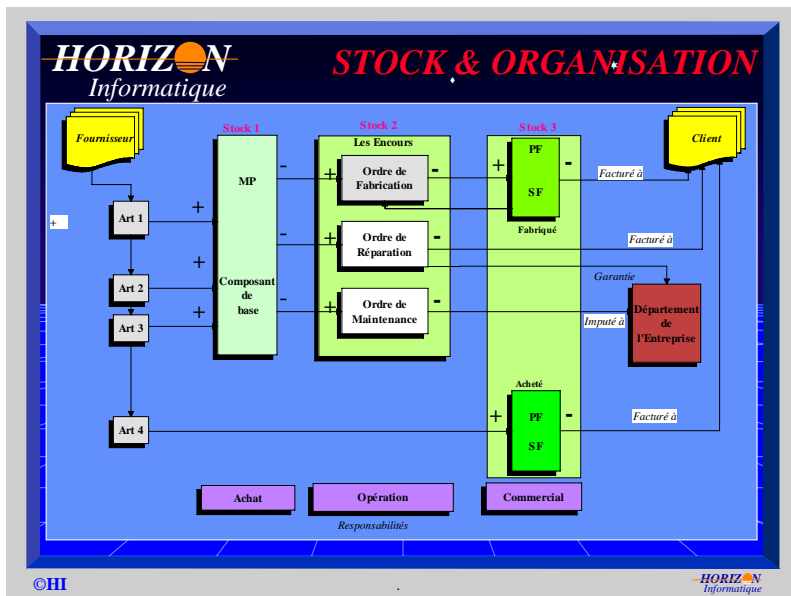 HORIZON
Informatique
STOCK & ORGANISATION
Fournisseur
Stock 1
Stock 2
Stock 3
Client
Les Encours
MP
Composant
de
base
Ordre de
Fabrication
Ordre de
Réparation
Ordre de
Maintenance
PF
SF
Fabriqué
Facturé à
Facturé à
Garantie
Imputé à
Département
de
l'Entreprise
Art 1
Art 2
Art 3
Art 4
+
+
+
+
-
-
-
+
+
+
-
-
-
+
-
Acheté
+
PF
SF
-
Facturé à
Achat
Opération
Commercial
Responsabilités
©HI
.
HORIZON
Informatique